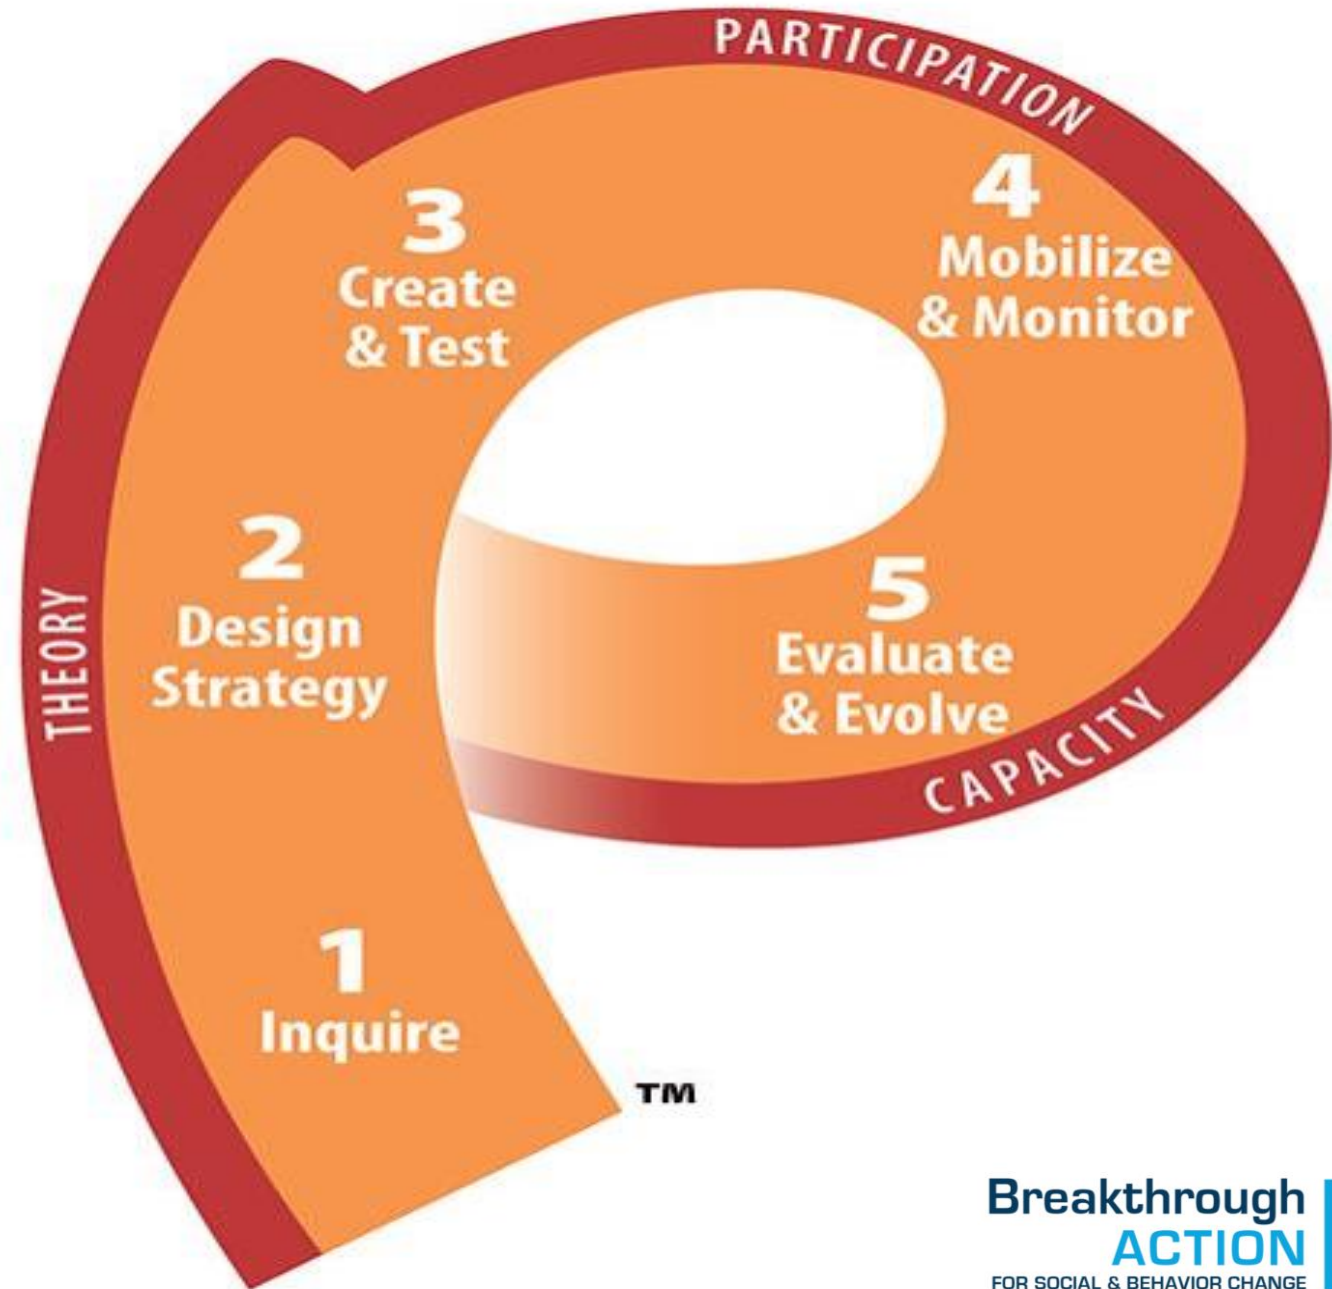 PARTICIPATION
4
Mobilize
& Monitor
3
Create
& Test
2
Design
Strategy
THEORY
5
Evaluate
& Evolve
CAPACITY
1
Inquire
TM
Breakthrough
ACTION
FOR SOCIAL & BEHAVIOR CHANGE